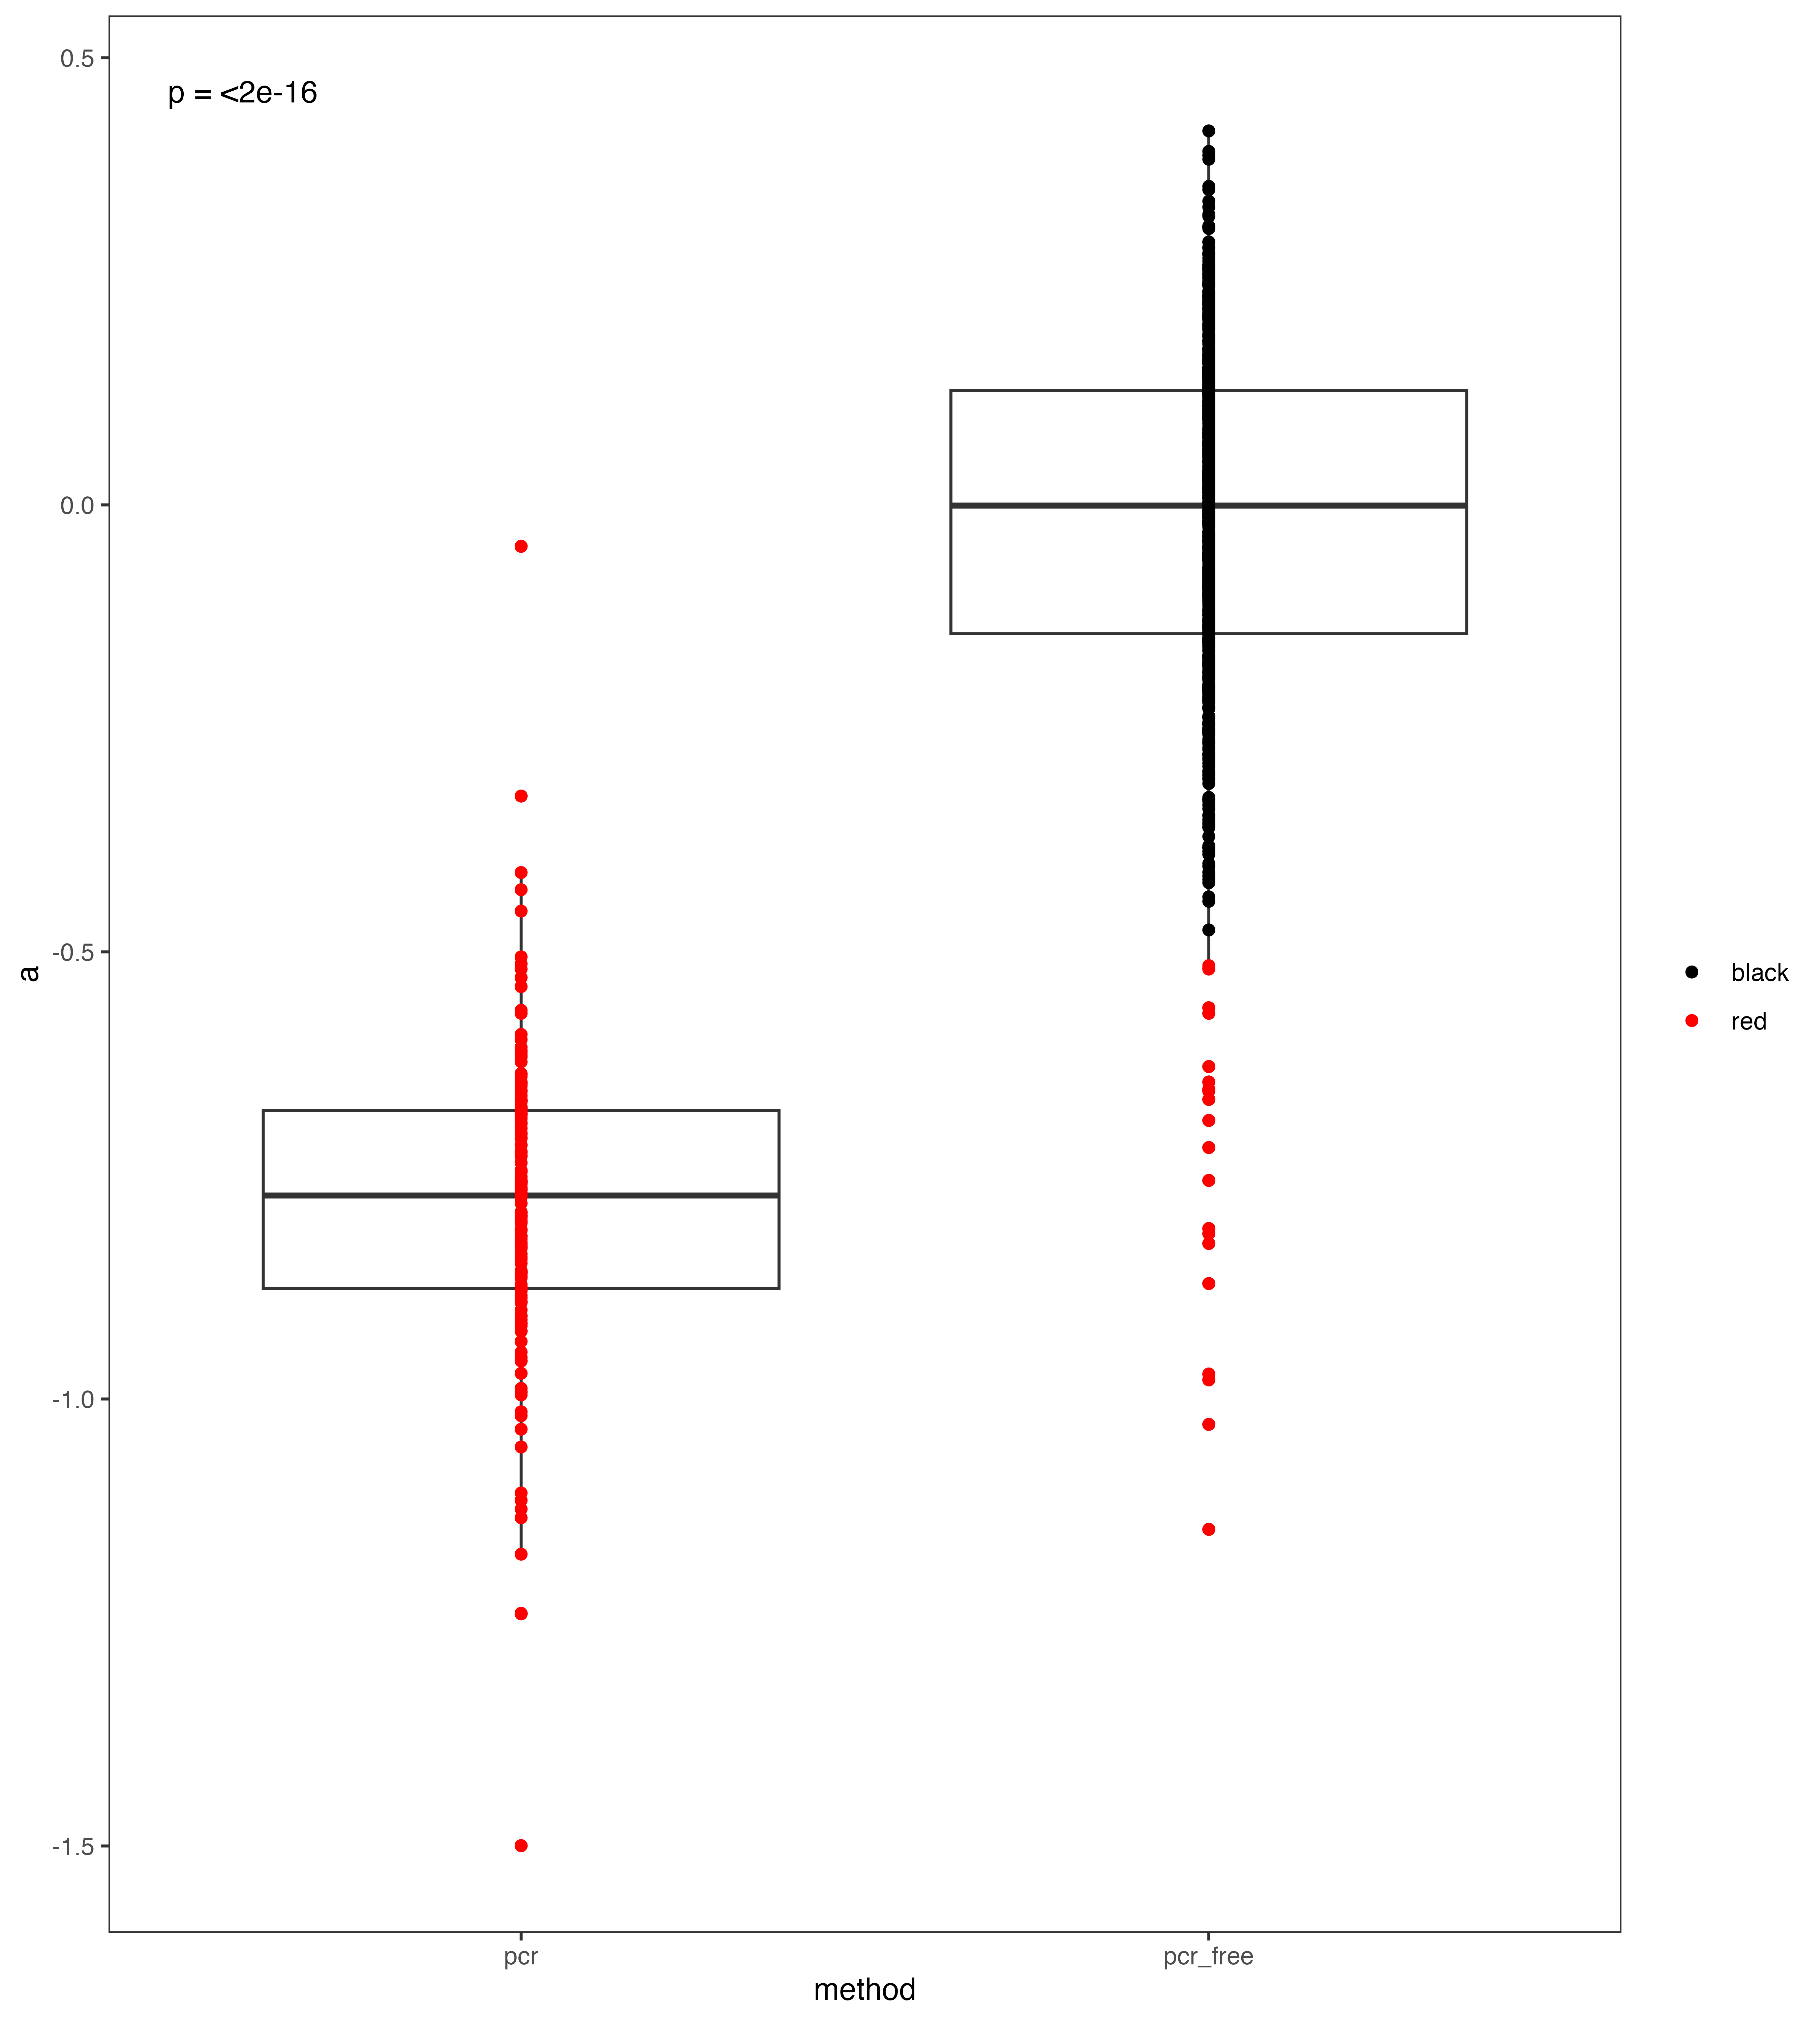 p = <2e-16
0.5
0.0
-0.5
-1.0
-1.5
a
pcr
pcr_free
method
black
red